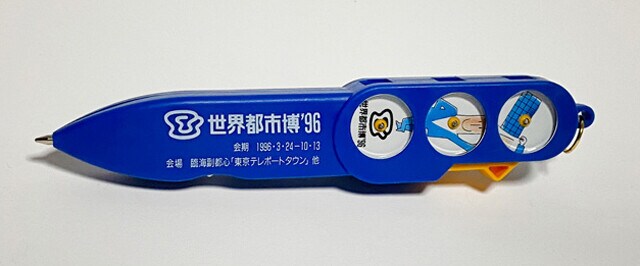 世界都市博'96
会期 1996・3・24―10・13
会場 臨海副都心「東京テレポートタウン」他
世界都市博'96